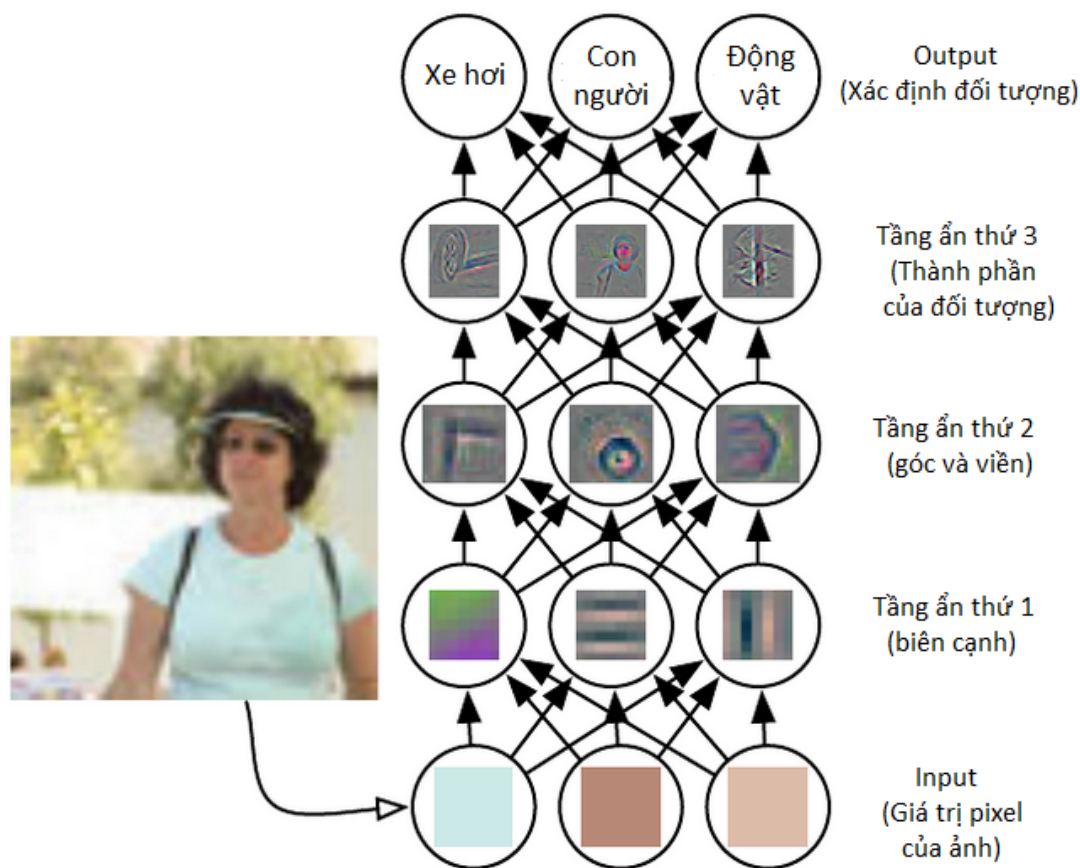 Xe hơi
Con
người
Động
vật
Output
(Xác định đối tượng)
Tầng ẩn thứ 3
(Thành phần
của đối tượng)
Tầng ẩn thứ 2
(góc và viền)
Tầng ẩn thứ 1
(biên cạnh)
Input
(Giá trị pixel
của ảnh)